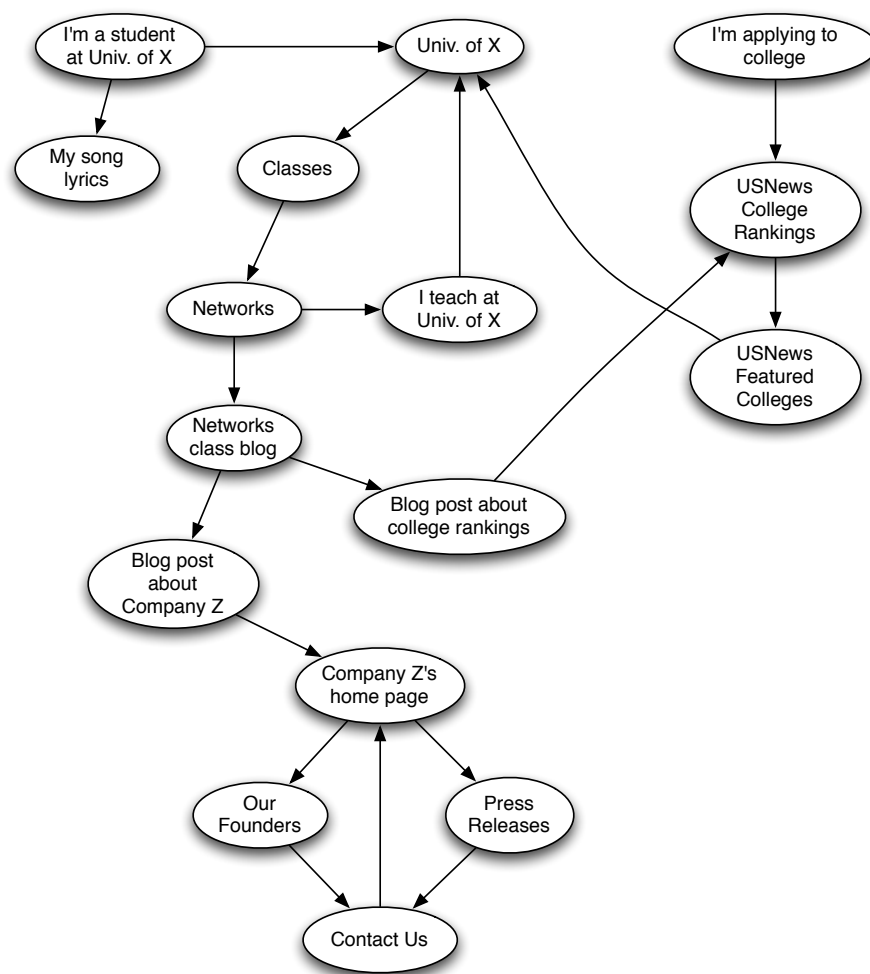 I'm a student
at Univ. of X
Univ. of X
I'm applying to
college
My song
lyrics
Classes
USNews
College
Rankings
Networks
I teach at
Univ. of X
USNews
Featured
Colleges
Networks
class blog
Blog post about
college rankings
Blog post
about
Company Z
Company Z's
home page
Our
Founders
Press
Releases
Contact Us